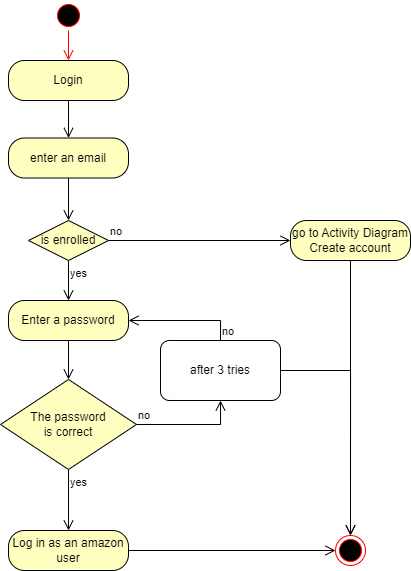 Login
enter an email
is enrolled
no
go to Activity Diagram
Create account
yes
Enter a password
no
after 3 tries
The password
is correct
no
yes
Log in as an amazon
user